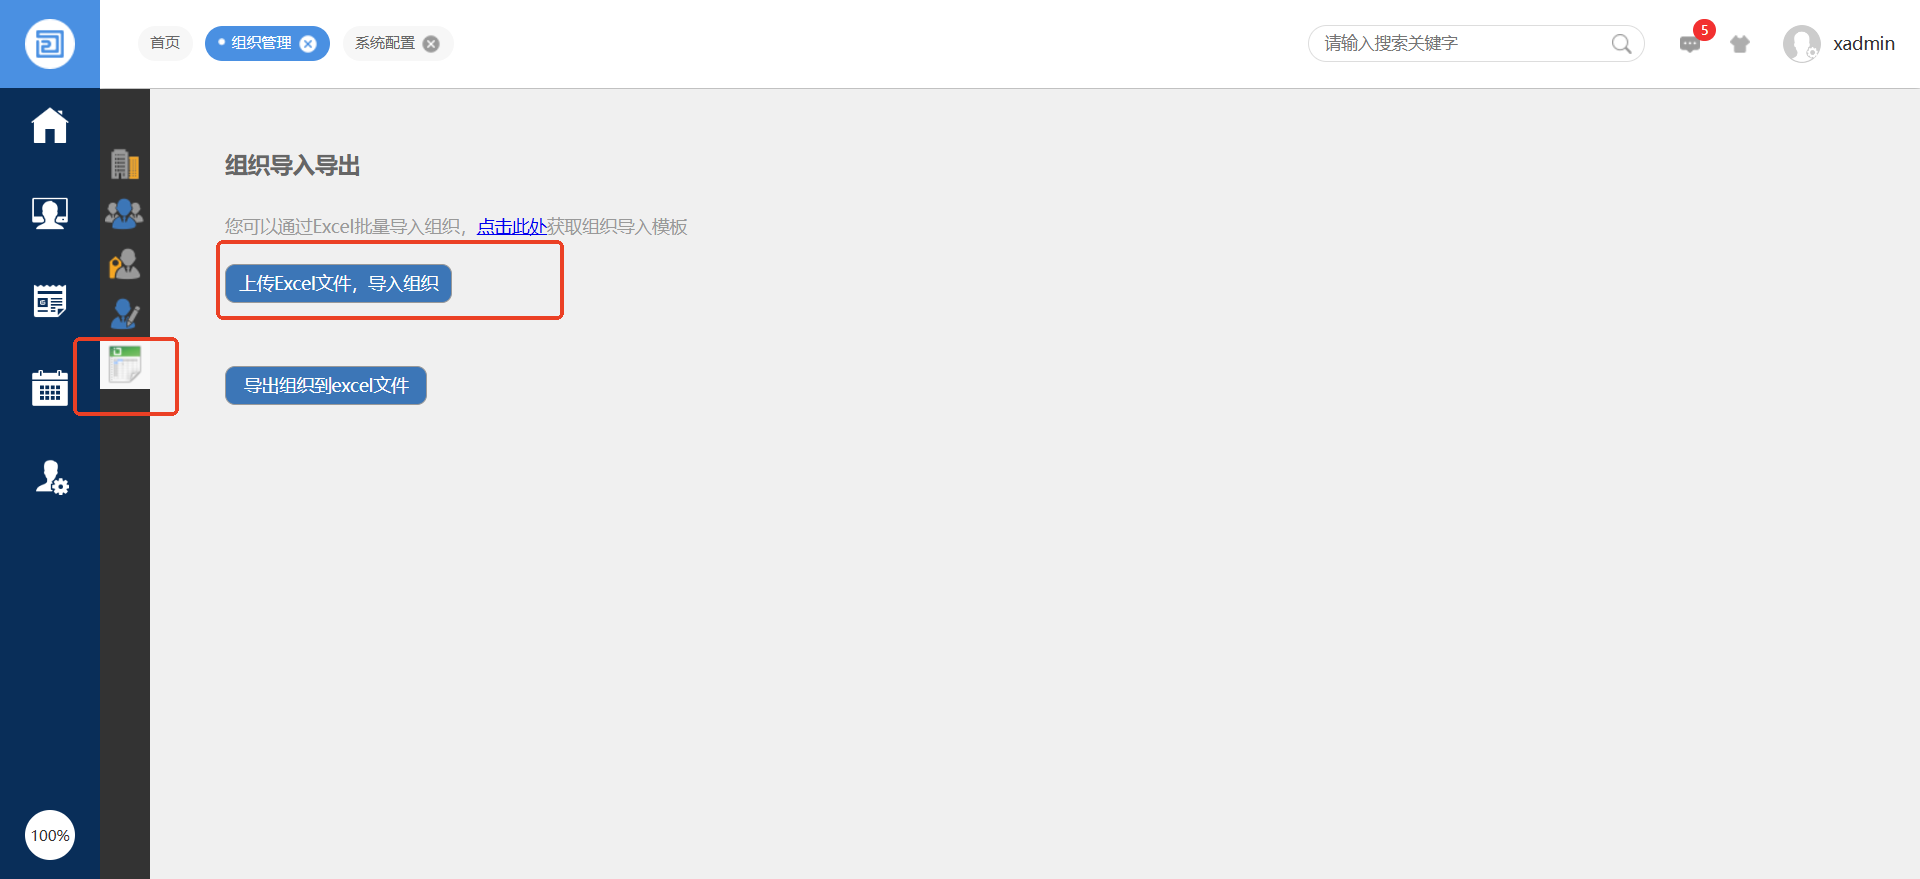 首页
组织管理
系统配置
请输入搜索关键字
5
xadmin
组织导入导出
您可以通过Excel批量导入组织，点击此处获取组织导入模板
上传Excel文件，导入组织
导出组织到excel文件
100%